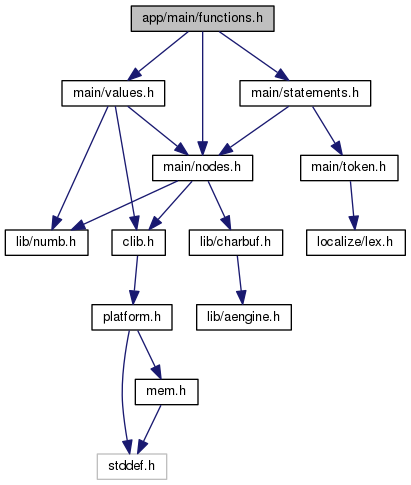 app/main/functions.h
main/values.h
main/statements.h
main/nodes.h
main/token.h
lib/numb.h
clib.h
lib/charbuf.h
localize/lex.h
platform.h
lib/aengine.h
mem.h
stddef.h